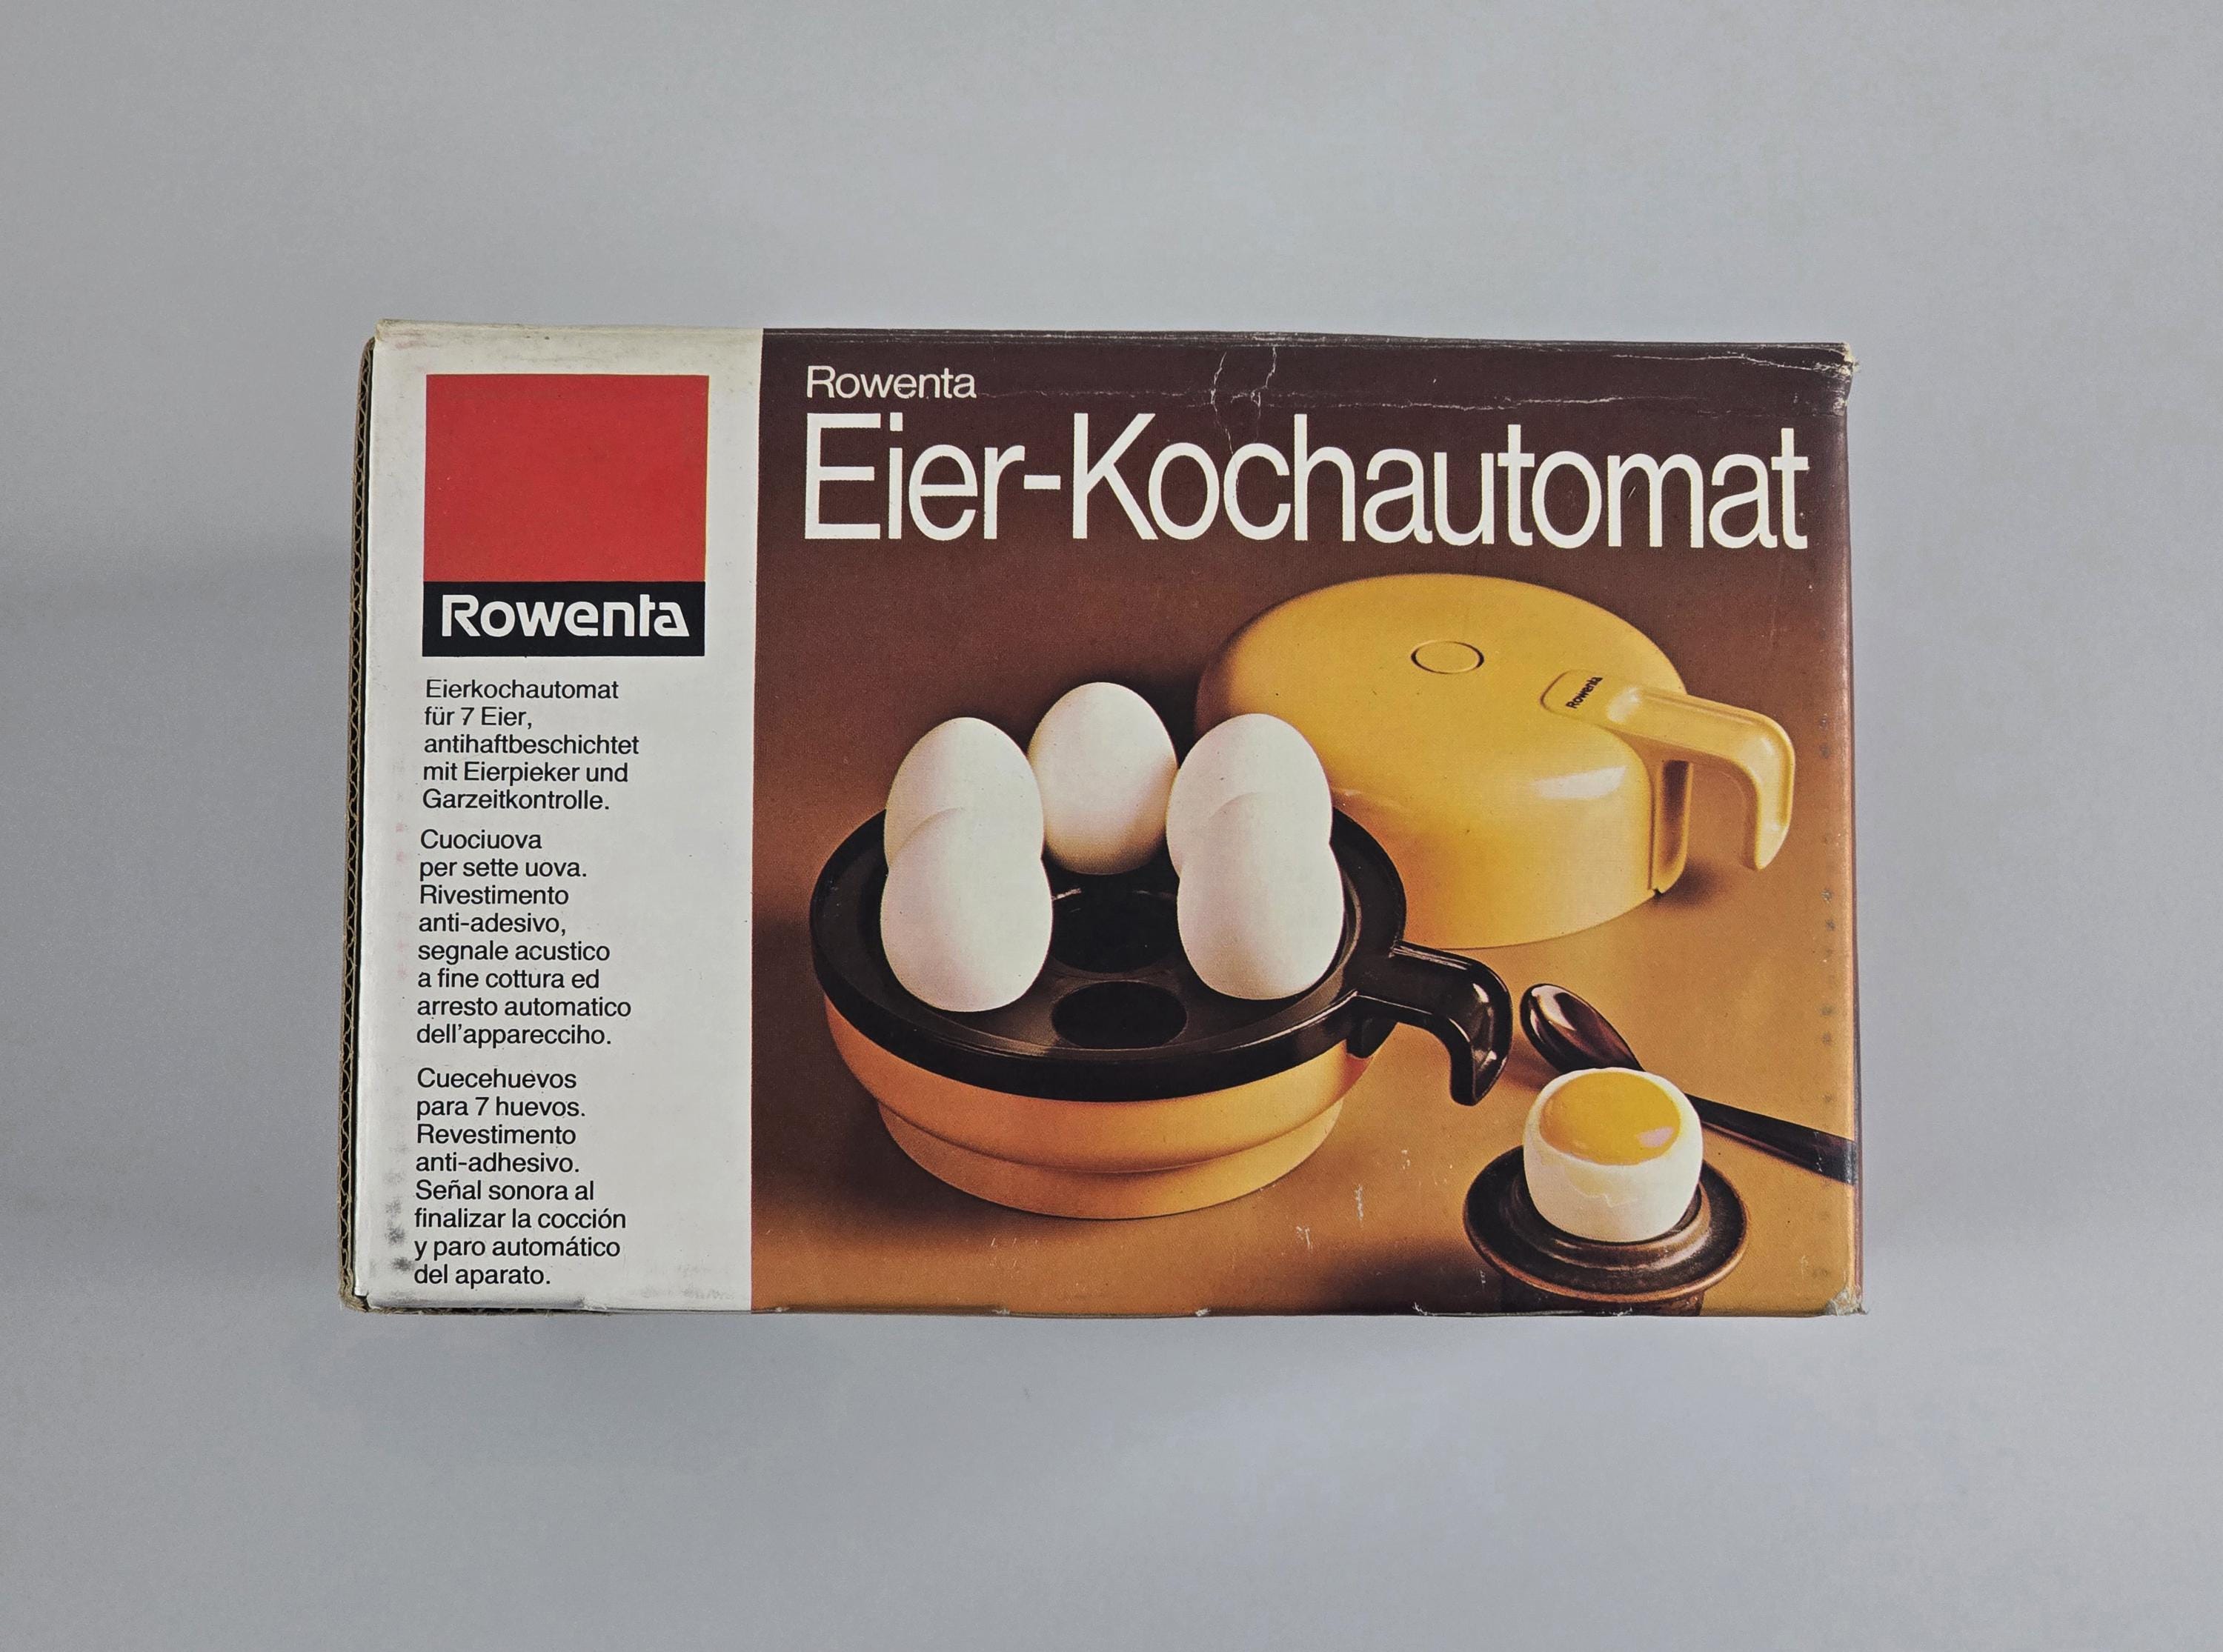 Rowenta
Eier-Kochautomat
Rowenta
Rowenta
Eierkochautomat
für 7 Eier,
antihaftbeschichtet
mit Eierpieker und
Garzeitkontrolle.
Cuociuova
per sette uova.
Rivestimento
anti-adesivo,
segnale acustico
a fine cottura ed
arresto automatico
dell'apparecciho.
Cuecehuevos
para 7 huevos.
Revestimento
anti-adhesivo.
Señal sonora al
finalizar la cocción
y paro automático
del aparato.